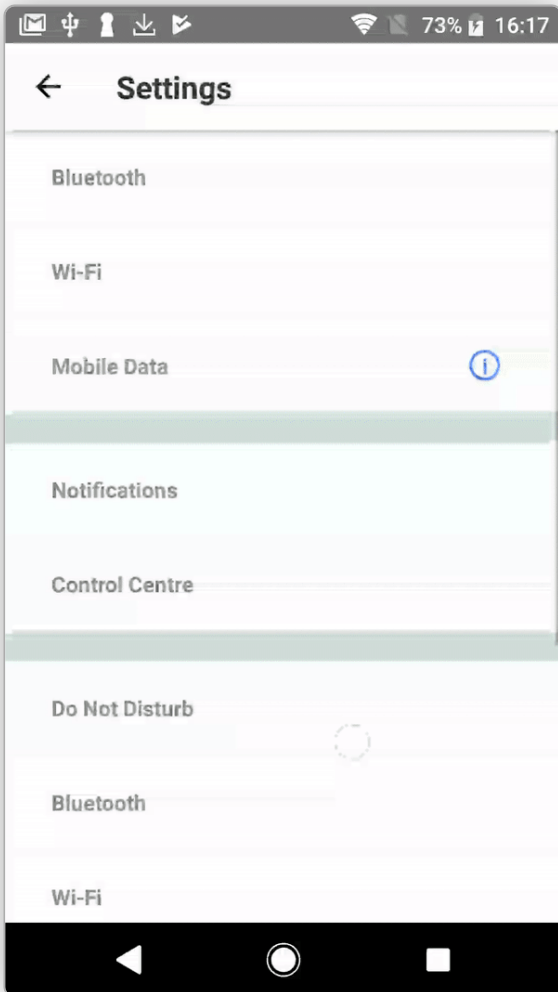 73% 16:17
Settings
Bluetooth
Wi-Fi
Mobile Data
Notifications
Control Centre
Do Not Disturb
Bluetooth
Wi-Fi